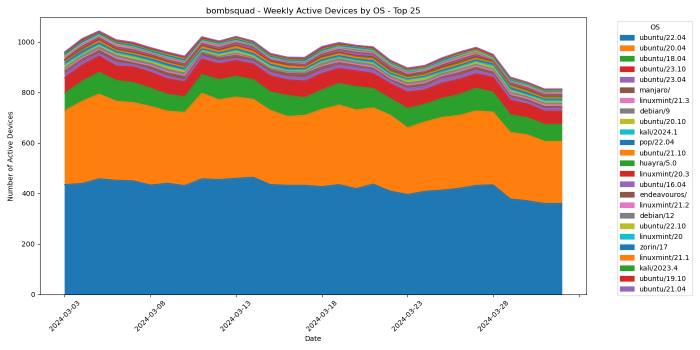 bombsquad - Weekly Active Devices by OS - Top 25
Number of Active Devices
1000
800
600
400
200
0
2024-03-03
2024-03-08
2024-03-13
2024-03-18
2024-03-23
2024-03-28
Date
OS
ubuntu/22.04
ubuntu/20.04
ubuntu/18.04
ubuntu/23.10
ubuntu/23.04
manjaro/
linuxmint/21.3
debian/9
ubuntu/20.10
kali/2024.1
pop/22.04
ubuntu/21.10
huayra/5.0
linuxmint/20.3
ubuntu/16.04
endeavouros/
linuxmint/21.2
debian/12
ubuntu/22.10
linuxmint/20
zorin/17
linuxmint/21.1
kali/2023.4
ubuntu/19.10
ubuntu/21.04